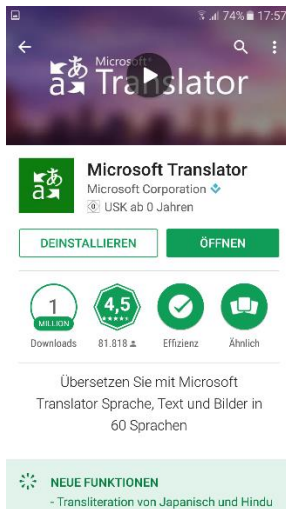 74% 17:57
Microsoft
Translator
Microsoft Translator
Microsoft Corporation
USK ab 0 Jahren
DEINSTALLIEREN
ÖFFNEN
1
MILLION
4,5
Downloads
81.818
Effizienz
Ähnlich
Übersetzen Sie mit Microsoft
Translator Sprache, Text und Bilder in
60 Sprachen
NEUE FUNKTIONEN
- Transliteration von Japanisch und Hindu